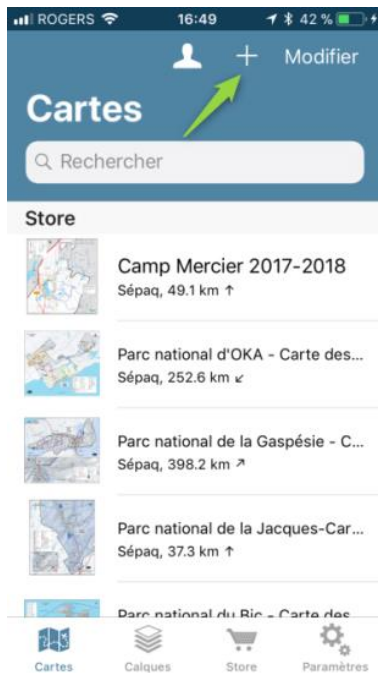 ROGERS 16:49 42 %
Modifier
Cartes
Rechercher
Store
Camp Mercier 2017-2018
Sépaq, 49.1 km ↑
Parc national d'OKA - Carte des...
Sépaq, 252.6 km ↙
Parc national de la Gaspésie - C...
Sépaq, 398.2 km ↗
Parc national de la Jacques-Car...
Sépaq, 37.3 km ↑
Parc national du Bic - Carte des
Cartes Calques Store Paramètres